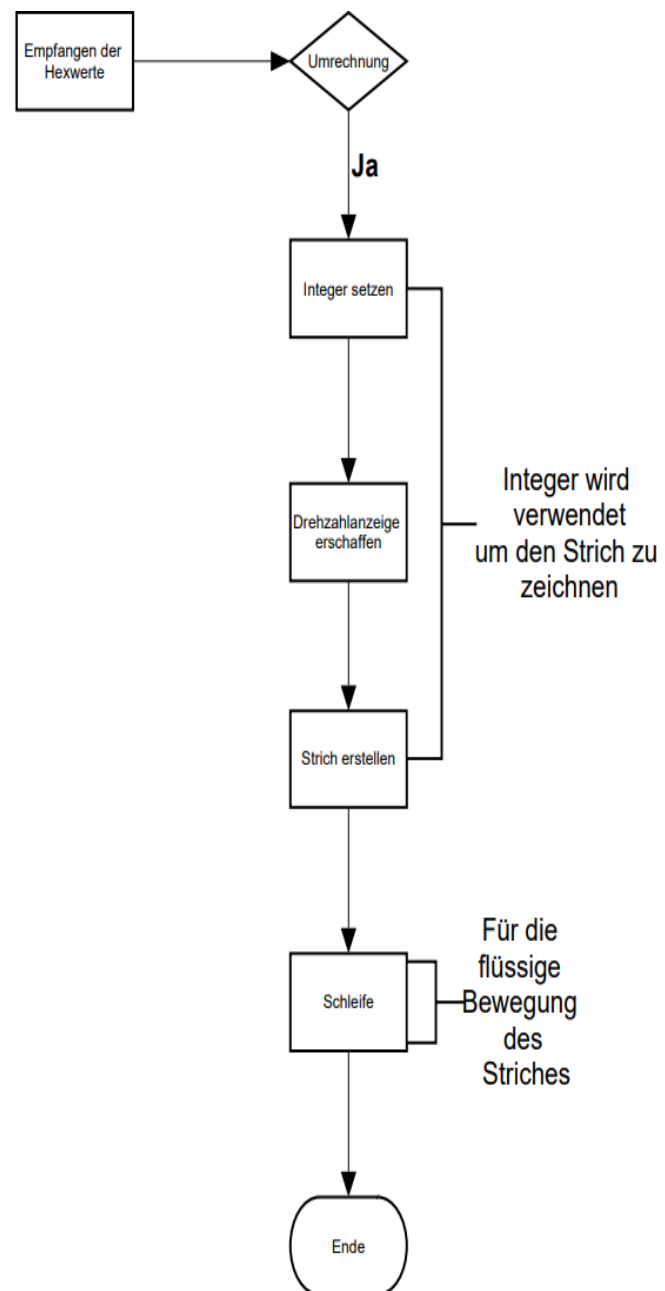 Empfangen der
Hexwerte
Umrechnung
Ja
Integer setzen
Drehzahlanzeige
erschaffen
Integer wird
verwendet
um den Strich zu
zeichnen
Strich erstellen
Schleife
Für die
flüssige
Bewegung
des
Striches
Ende